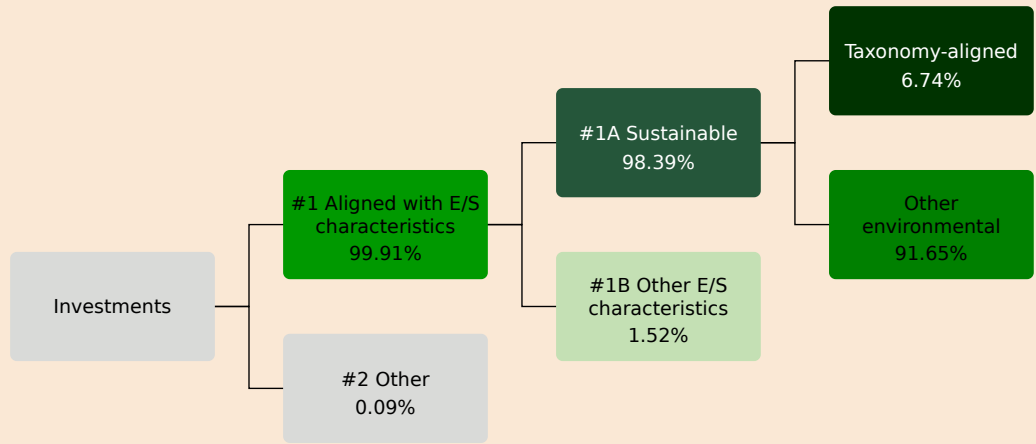 Investments
#1 Aligned with E/S
characteristics
99.91%
#2 Other
0.09%
#1A Sustainable
98.39%
#1B Other E/S
characteristics
1.52%
Taxonomy-aligned
6.74%
Other
environmental
91.65%